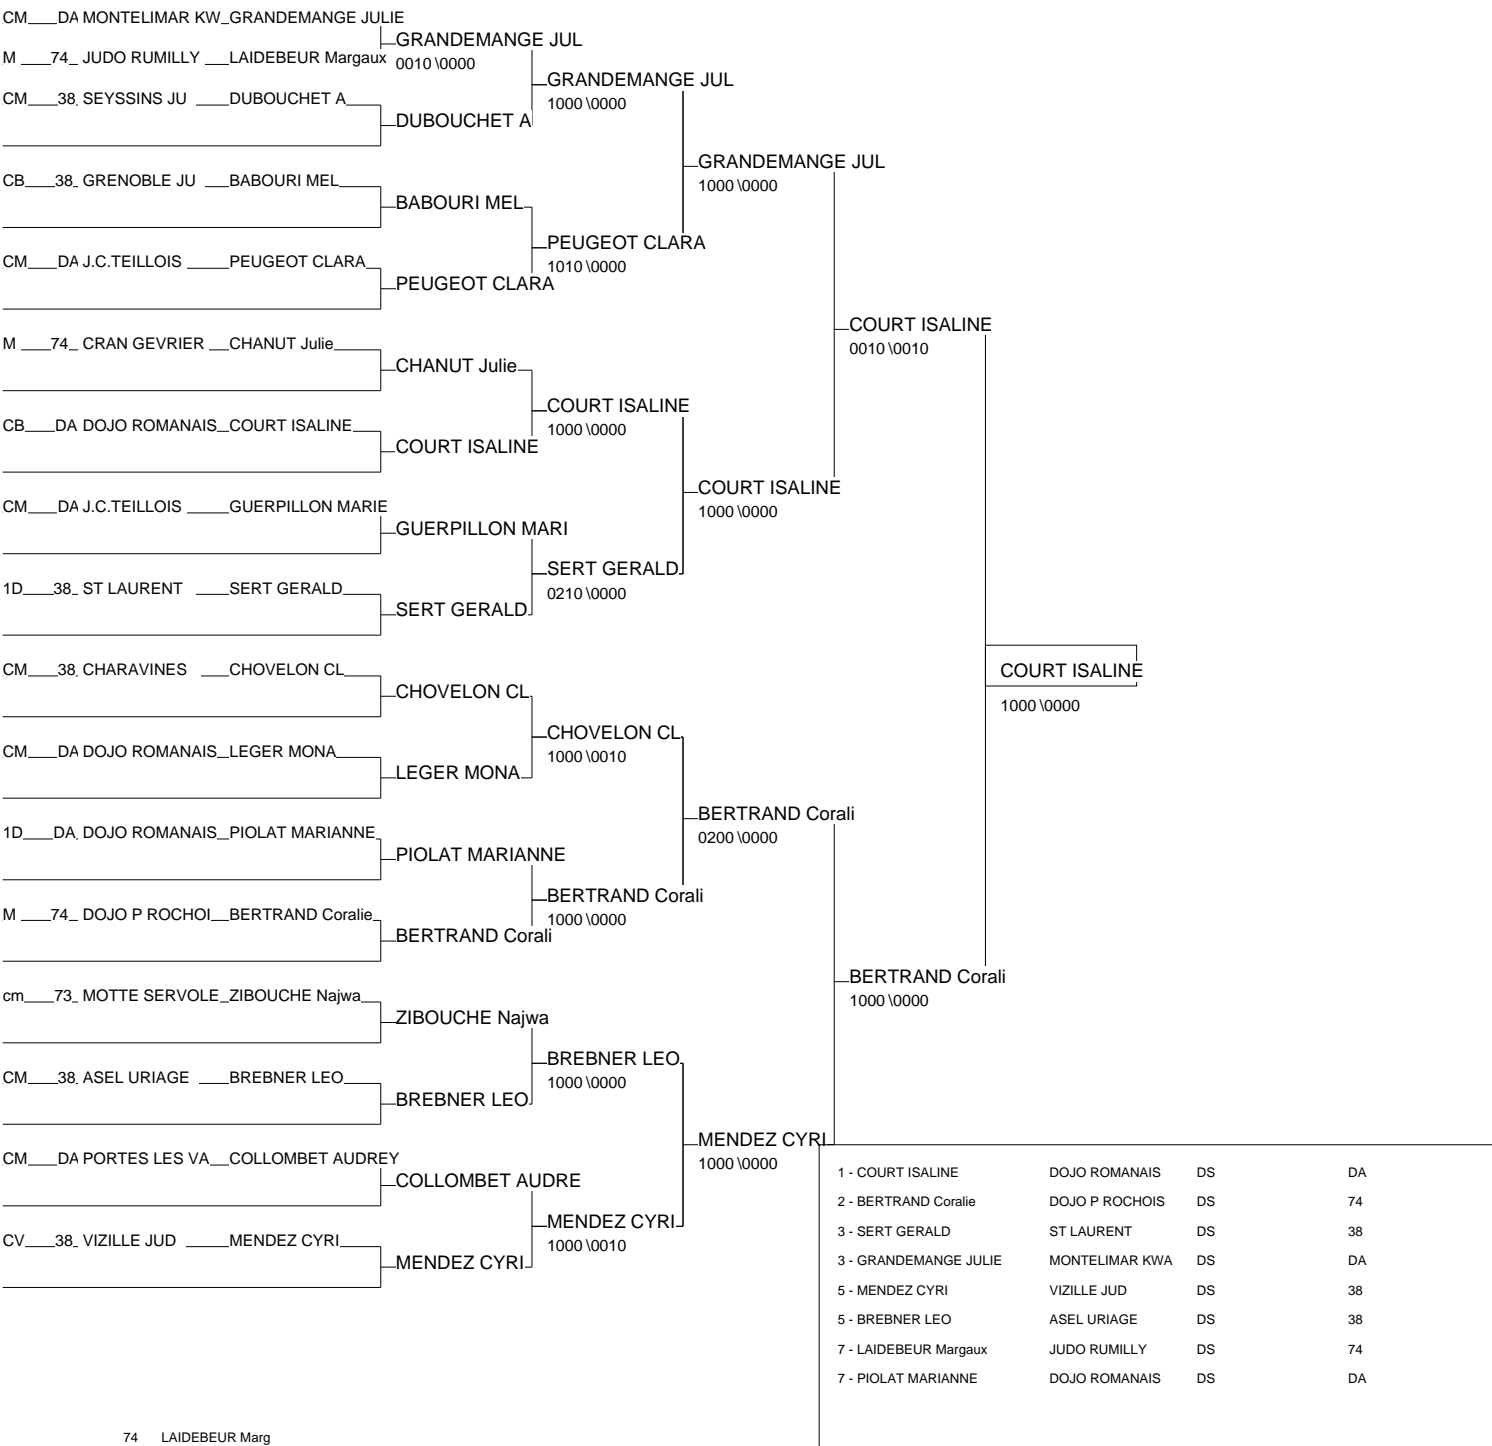 CM DA MONTELIMAR KW GRANDEMANGE JULIE
GRANDEMANGE JUL
M 74 JUDO RUMILLY LAIDEBEUR Margaux
0010 \0000
GRANDEMANGE JUL
1000 \0000
CM 38 SEYSSINS JU DUBOUCHET A
DUBOUCHET A
GRANDEMANGE JUL
1000 \0000
CB 38 GRENOBLE JU BABOURI MEL
BABOURI MEL
PEUGEOT CLARA
1010 \0000
CM DA J.C.TEILLOIS PEUGEOT CLARA
PEUGEOT CLARA
COURT ISALINE
0010 \0010
M 74 CRAN GEVRIER CHANUT Julie
CHANUT Julie
COURT ISALINE
1000 \0000
CB DA DOJO ROMANAIS COURT ISALINE
COURT ISALINE
COURT ISALINE
1000 \0000
CM DA J.C.TEILLOIS GUERPILLON MARIE
GUERPILLON MARI
SERT GERALD
0210 \0000
1D 38 ST LAURENT SERT GERALD
SERT GERALD
COURT ISALINE
1000 \0000
CM 38 CHARAVINES CHOVELON CL
CHOVELON CL
CHOVELON CL
1000 \0010
CM DA DOJO ROMANAIS LEGER MONA
LEGER MONA
BERTRAND Corali
0200 \0000
1D DA DOJO ROMANAIS PIOLAT MARIANNE
PIOLAT MARIANNE
BERTRAND Corali
1000 \0000
M 74 DOJO P ROCHOI BERTRAND Coralie
BERTRAND Corali
BERTRAND Corali
1000 \0000
cm 73 MOTTE SERVOLE ZIBOUCHE Najwa
ZIBOUCHE Najwa
BREBNER LEO
1000 \0000
CM 38 ASEL URIAGE BREBNER LEO
BREBNER LEO
MENDEZ CYRI
1000 \0000
CM DA PORTES LES VA COLLOMBET AUDREY
COLLOMBET AUDRE
MENDEZ CYRI
1000 \0010
CV 38 VIZILLE JUD MENDEZ CYRI
MENDEZ CYRI
1 - COURT ISALINE DOJO ROMANAIS DS DA
2 - BERTRAND Coralie DOJO P ROCHOIS DS 74
3 - SERT GERALD ST LAURENT DS 38
3 - GRANDEMANGE JULIE MONTELIMAR KWA DS DA
5 - MENDEZ CYRI VIZILLE JUD DS 38
5 - BREBNER LEO ASEL URIAGE DS 38
7 - LAIDEBEUR Margaux JUDO RUMILLY DS 74
7 - PIOLAT MARIANNE DOJO ROMANAIS DS DA
74 LAIDEBEUR Marg